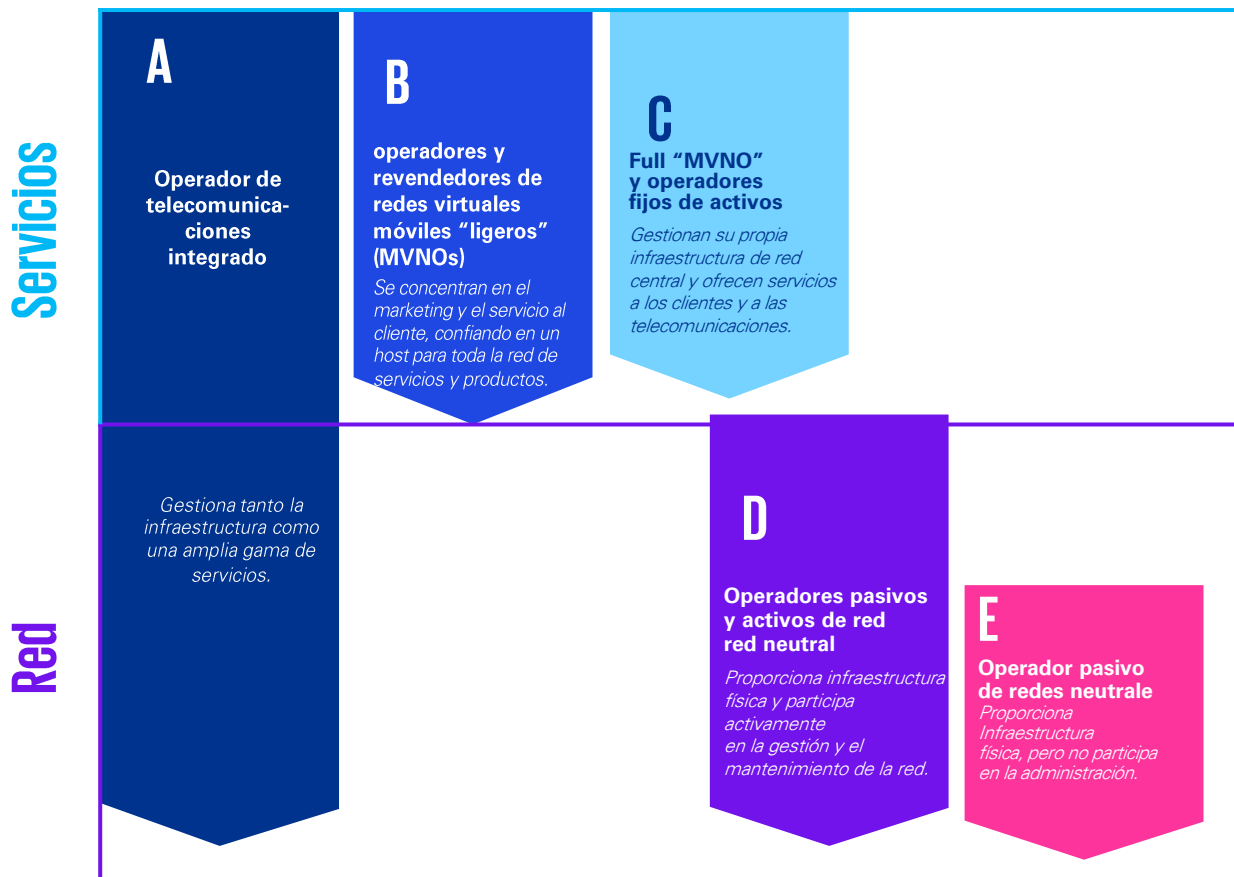 Servicios
A
Operador de
telecomunica-
ciones
integrado
Gestiona tanto la
infraestructura como
una amplia gama de
servicios.
B
operadores y
revendedores de
redes virtuales
móviles “ligeros”
(MVNOs)
Se concentran en el
marketing y el servicio al
cliente, confiando en un
host para toda la red de
servicios y productos.
C
Full “MVNO”
y operadores
fijos de activos
Gestionan su propia
infraestructura de red
central y ofrecen servicios
a los clientes y a las
telecomunicaciones.
Red
D
Operadores pasivos
y activos de red
red neutral
Proporciona infraestructura
física y participa
activamente
en la gestión y el
mantenimiento de la red.
E
Operador pasivo
de redes neutrale
Proporciona
Infraestructura
física, pero no participa
en la administración.